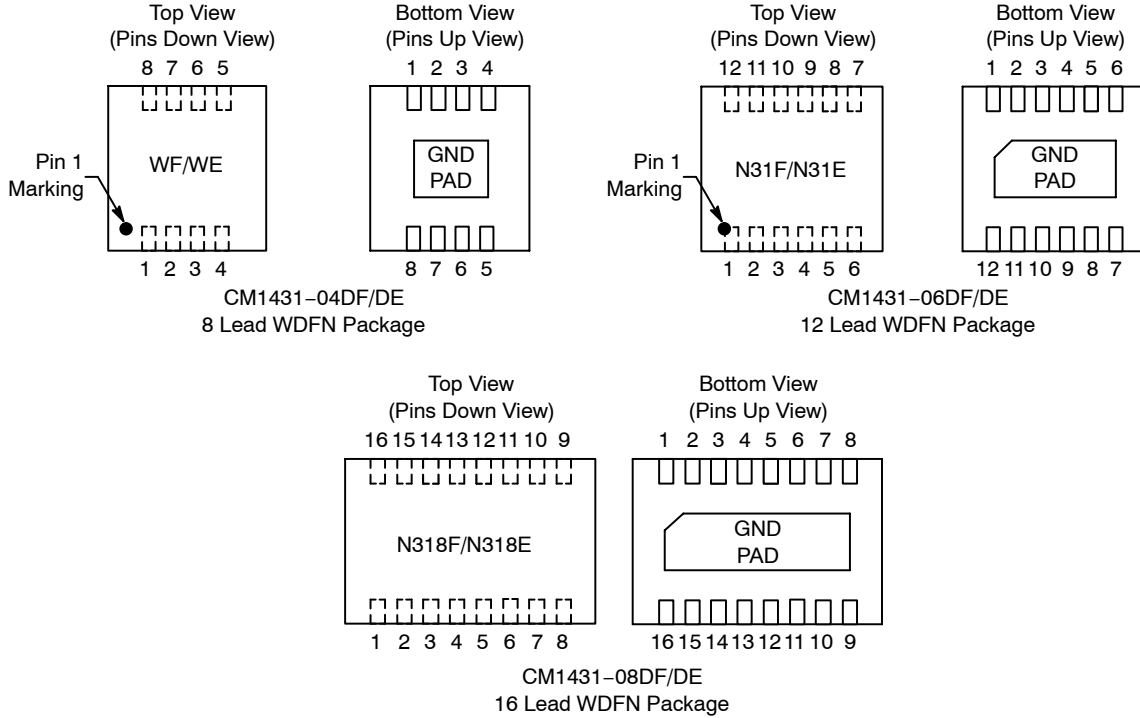 Top View
(Pins Down View)
8 7 6 5
Pin 1
Marking
WF/WE
1 2 3 4
Bottom View
(Pins Up View)
1 2 3 4
GND
PAD
8 7 6 5
CM1431−04DF/DE
8 Lead WDFN Package
Top View
(Pins Down View)
12 11 10 9 8 7
Pin 1
Marking
N31F/N31E
1 2 3 4 5 6
Bottom View
(Pins Up View)
1 2 3 4 5 6
GND
PAD
12 11 10 9 8 7
CM1431−06DF/DE
12 Lead WDFN Package
Top View
(Pins Down View)
16 15 14 13 12 11 10 9
N318F/N318E
1 2 3 4 5 6 7 8
Bottom View
(Pins Up View)
1 2 3 4 5 6 7 8
GND
PAD
16 15 14 13 12 11 10 9
CM1431−08DF/DE
16 Lead WDFN Package